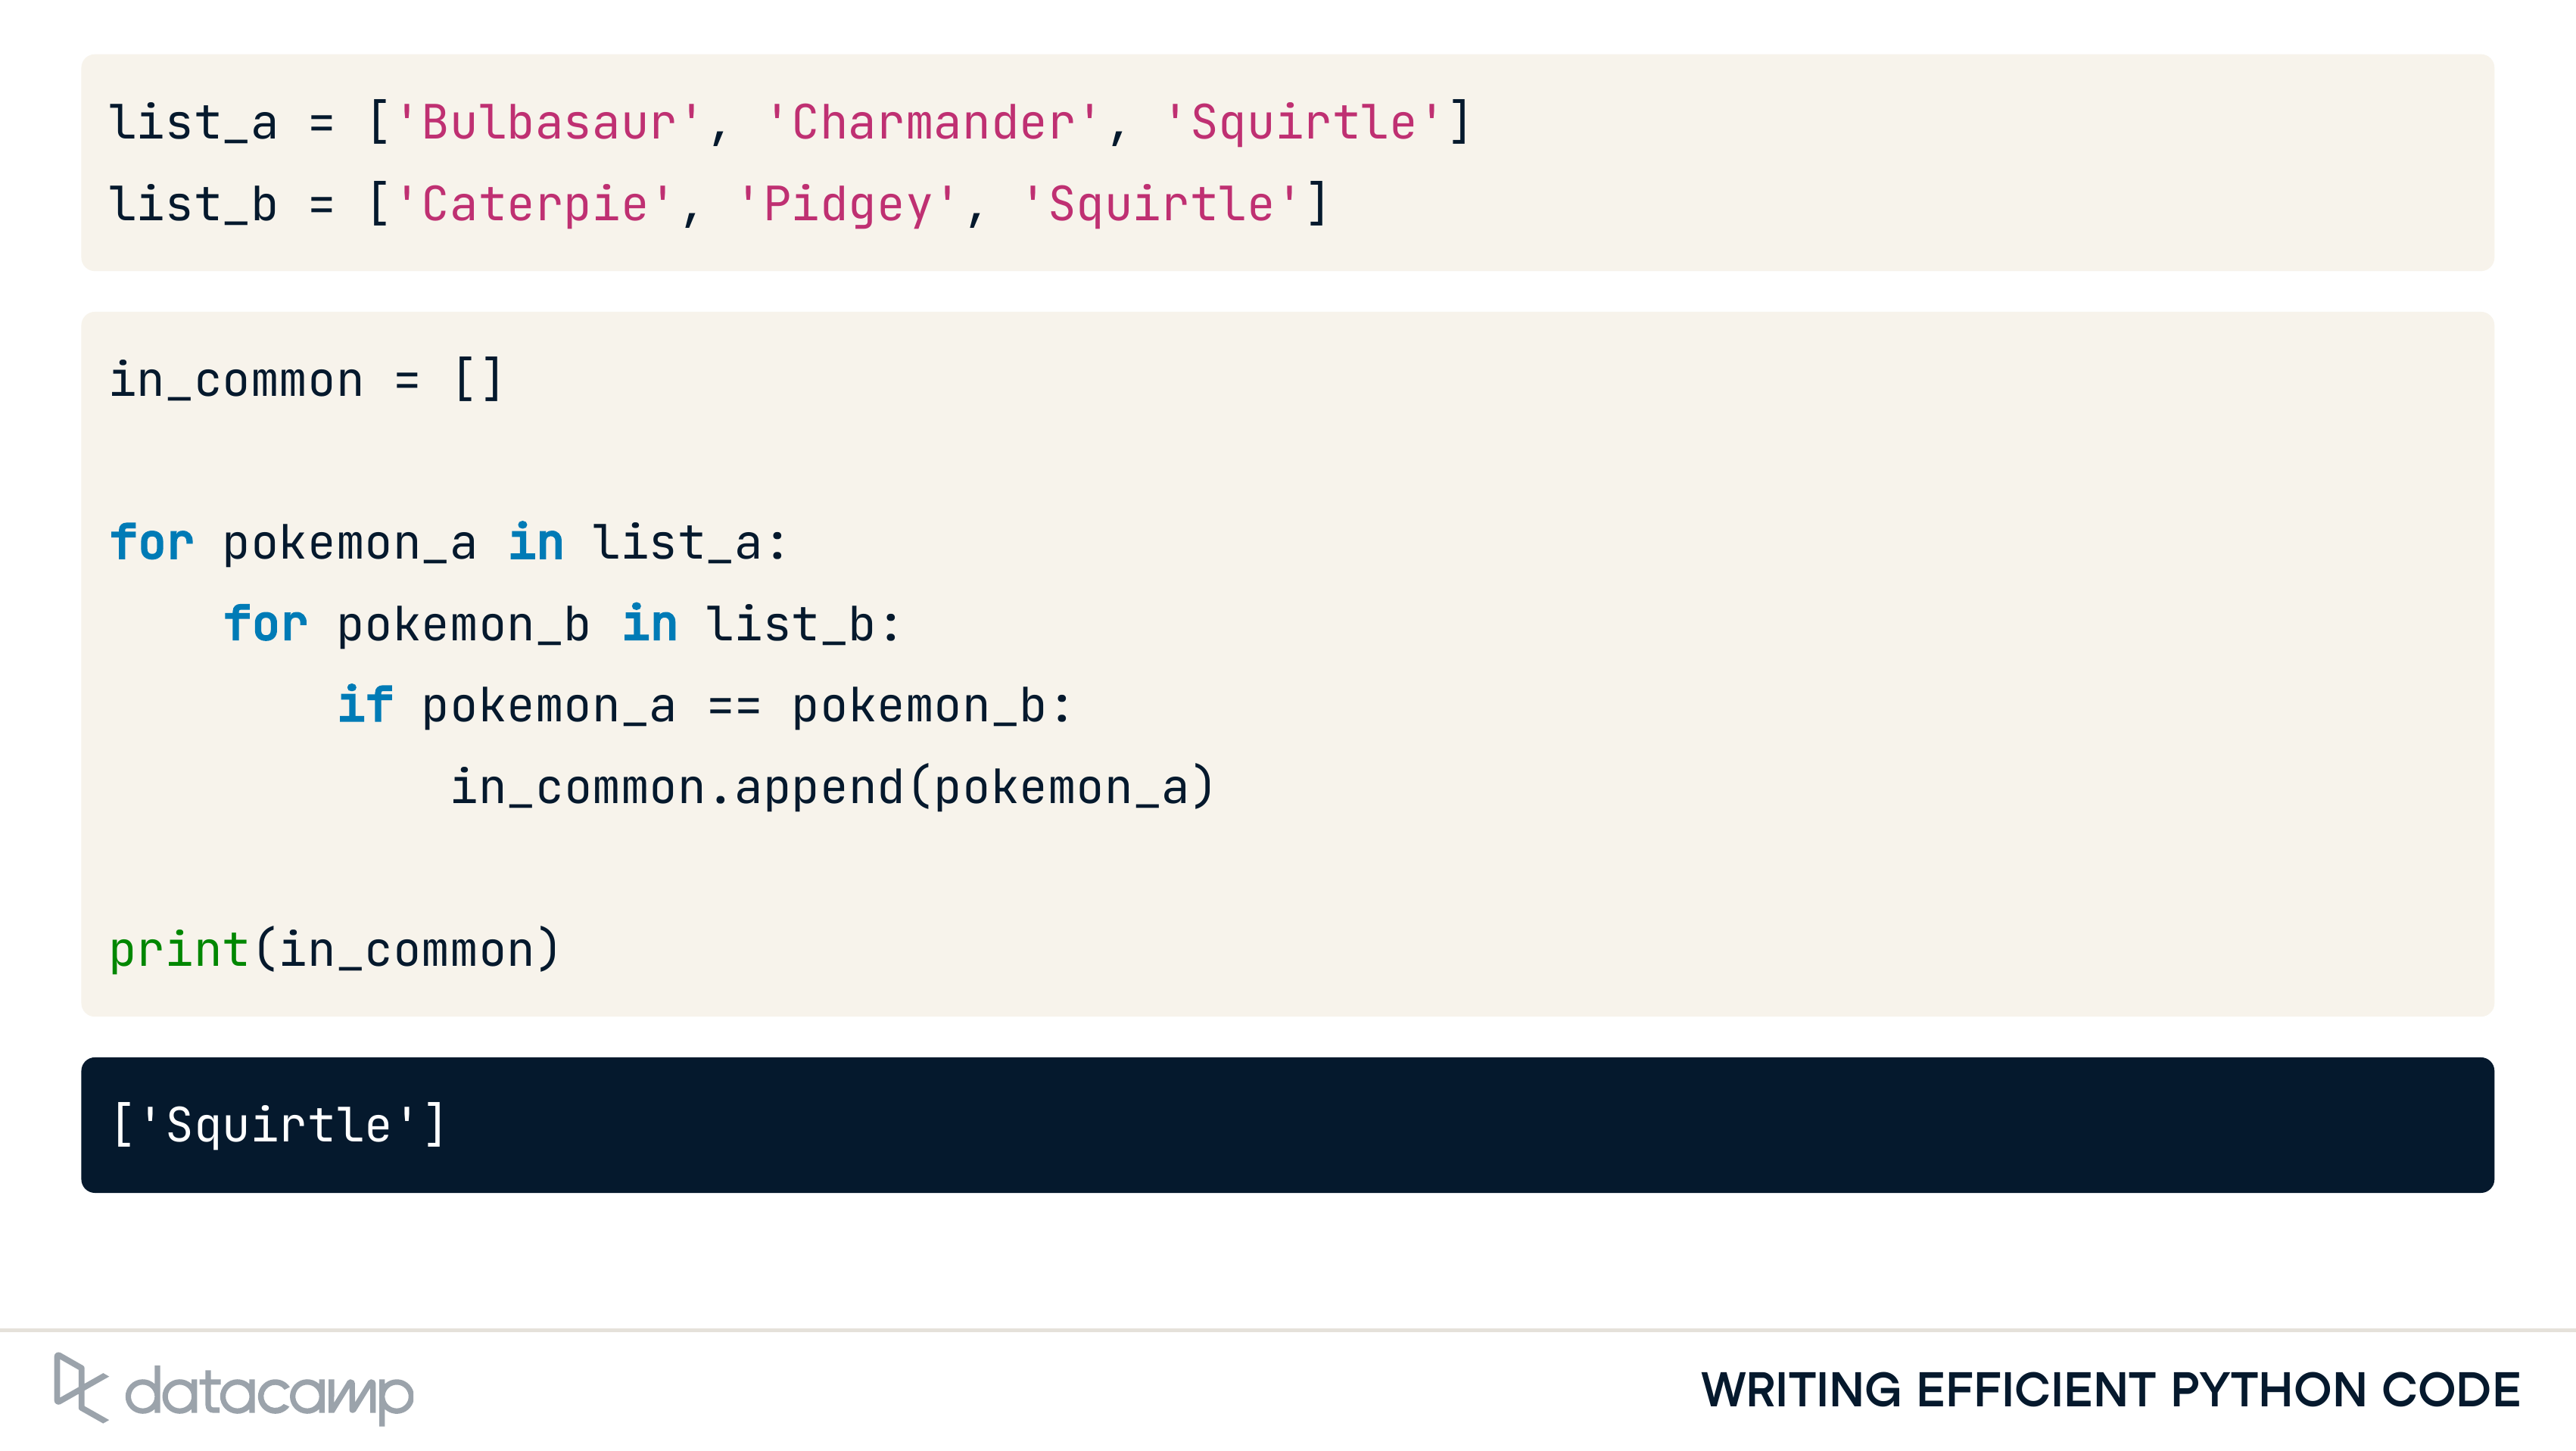 list_a = ['Bulbasaur', 'Charmander', 'Squirtle']
list_b = ['Caterpie', 'Pidgey', 'Squirtle']
in_common = []
for pokemon_a in list_a:
    for pokemon_b in list_b:
        if pokemon_a == pokemon_b:
            in_common.append(pokemon_a)
print(in_common)
['Squirtle']
datacamp
WRITING EFFICIENT PYTHON CODE